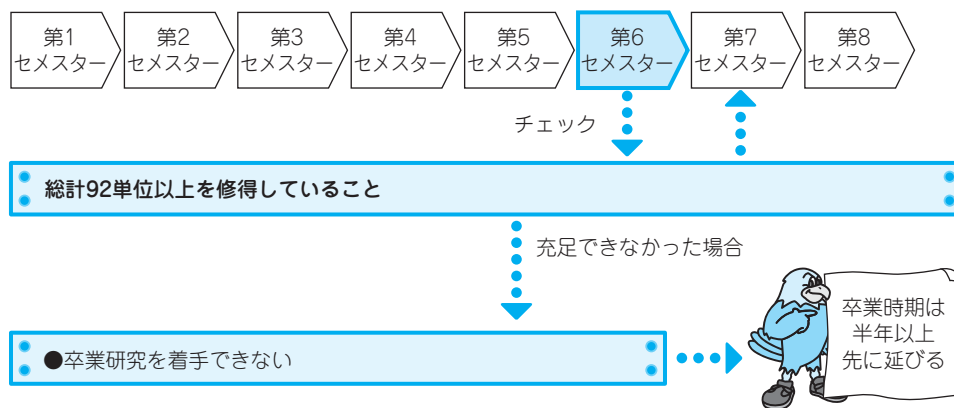 第1
セメスター
第2
セメスター
第3
セメスター
第4
セメスター
第5
セメスター
第6
セメスター
第7
セメスター
第8
セメスター
チェック
総計92単位以上を修得していること
充足できなかった場合
●卒業研究を着手できない
卒業時期は
半年以上
先に延びる